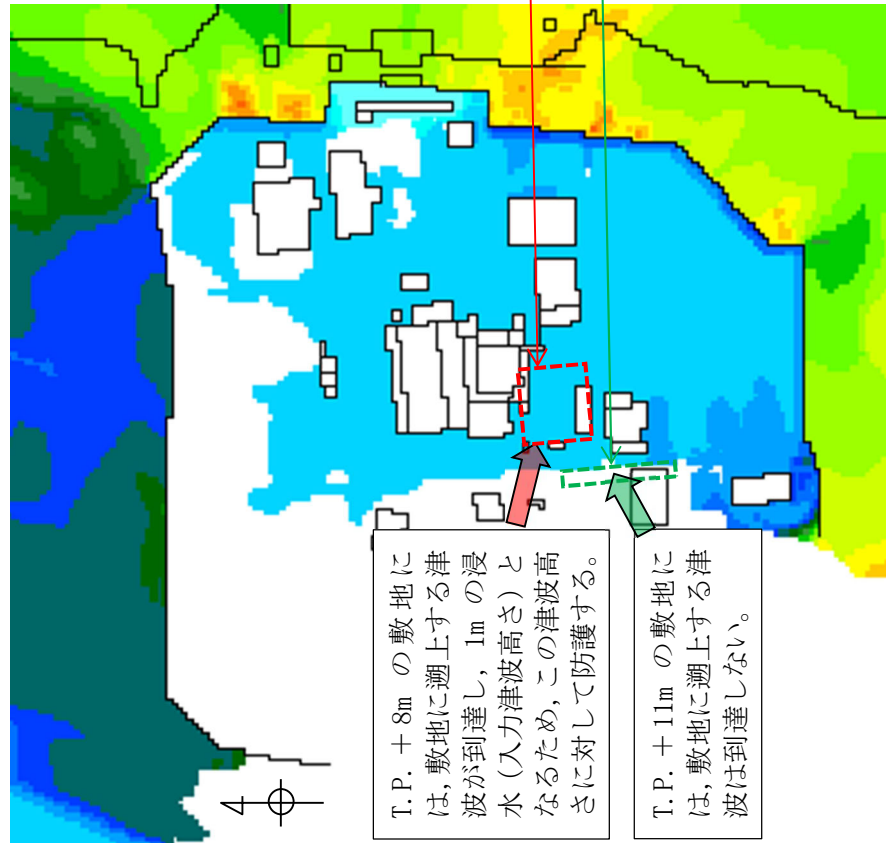 T.P. ＋8m の敷地に
は,敷地に遡上する津
波が到達し，1m の浸
水（入力津波高さ）と
なるため,この津波高
さに対して防護する。
T.P. ＋11m の敷地に
は,敷地に遡上する津
波は到達しない。